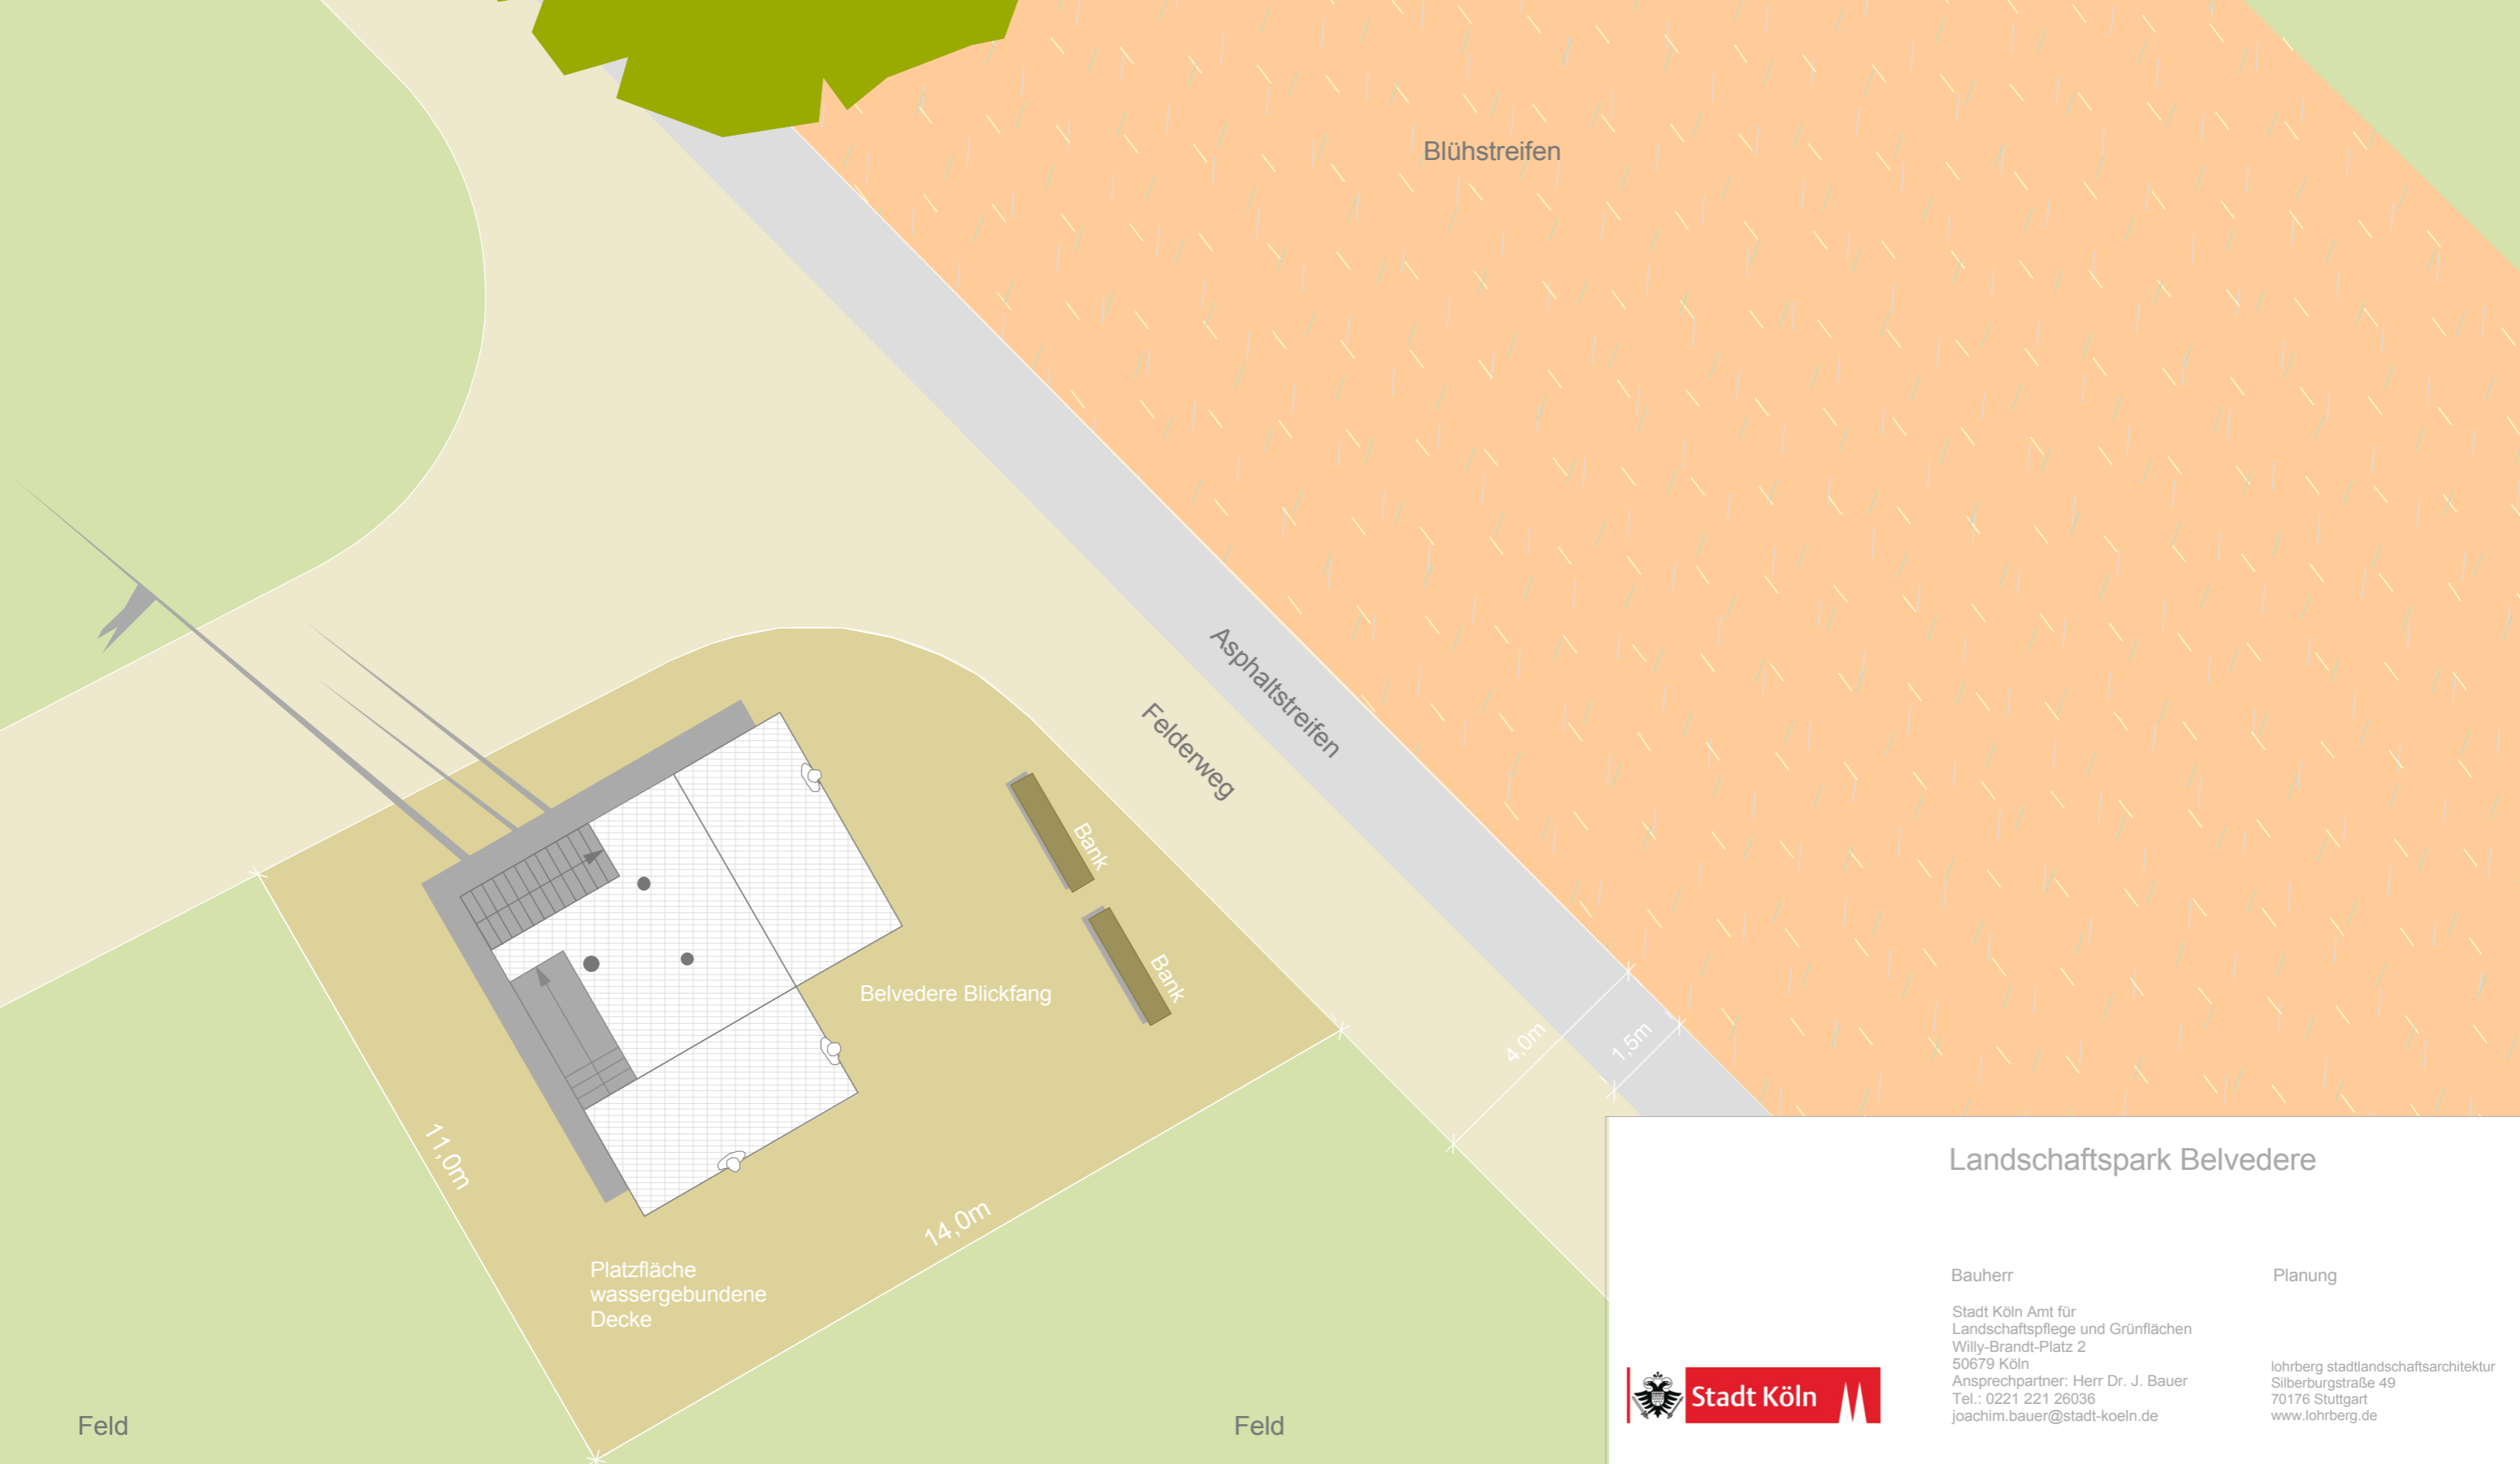 Blühstreifen
Asphaltstreifen
Felderweg
Bank
Bank
Belvedere Blickfang
4,0m
1,5m
11,0m
14,0m
Platzfläche
wassergebundene
Decke
Feld
Feld
Landschaftspark Belvedere
Bauherr
Stadt Köln Amt für
Landschaftspflege und Grünflächen
Willy-Brandt-Platz 2
50679 Köln
Ansprechpartner: Herr Dr. J. Bauer
Tel.: 0221 221 26036
joachim.bauer@stadt-koeln.de
Planung
lohrberg stadtlandschaftsarchitektur
Silberburgstraße 49
70176 Stuttgart
www.lohrberg.de
Stadt Köln